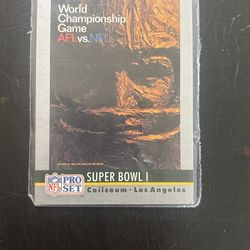 World
Championship
Game
AFL vs. NFL
NFL PRO SET
SUPER BOWL I
Coliseum • Los Angeles